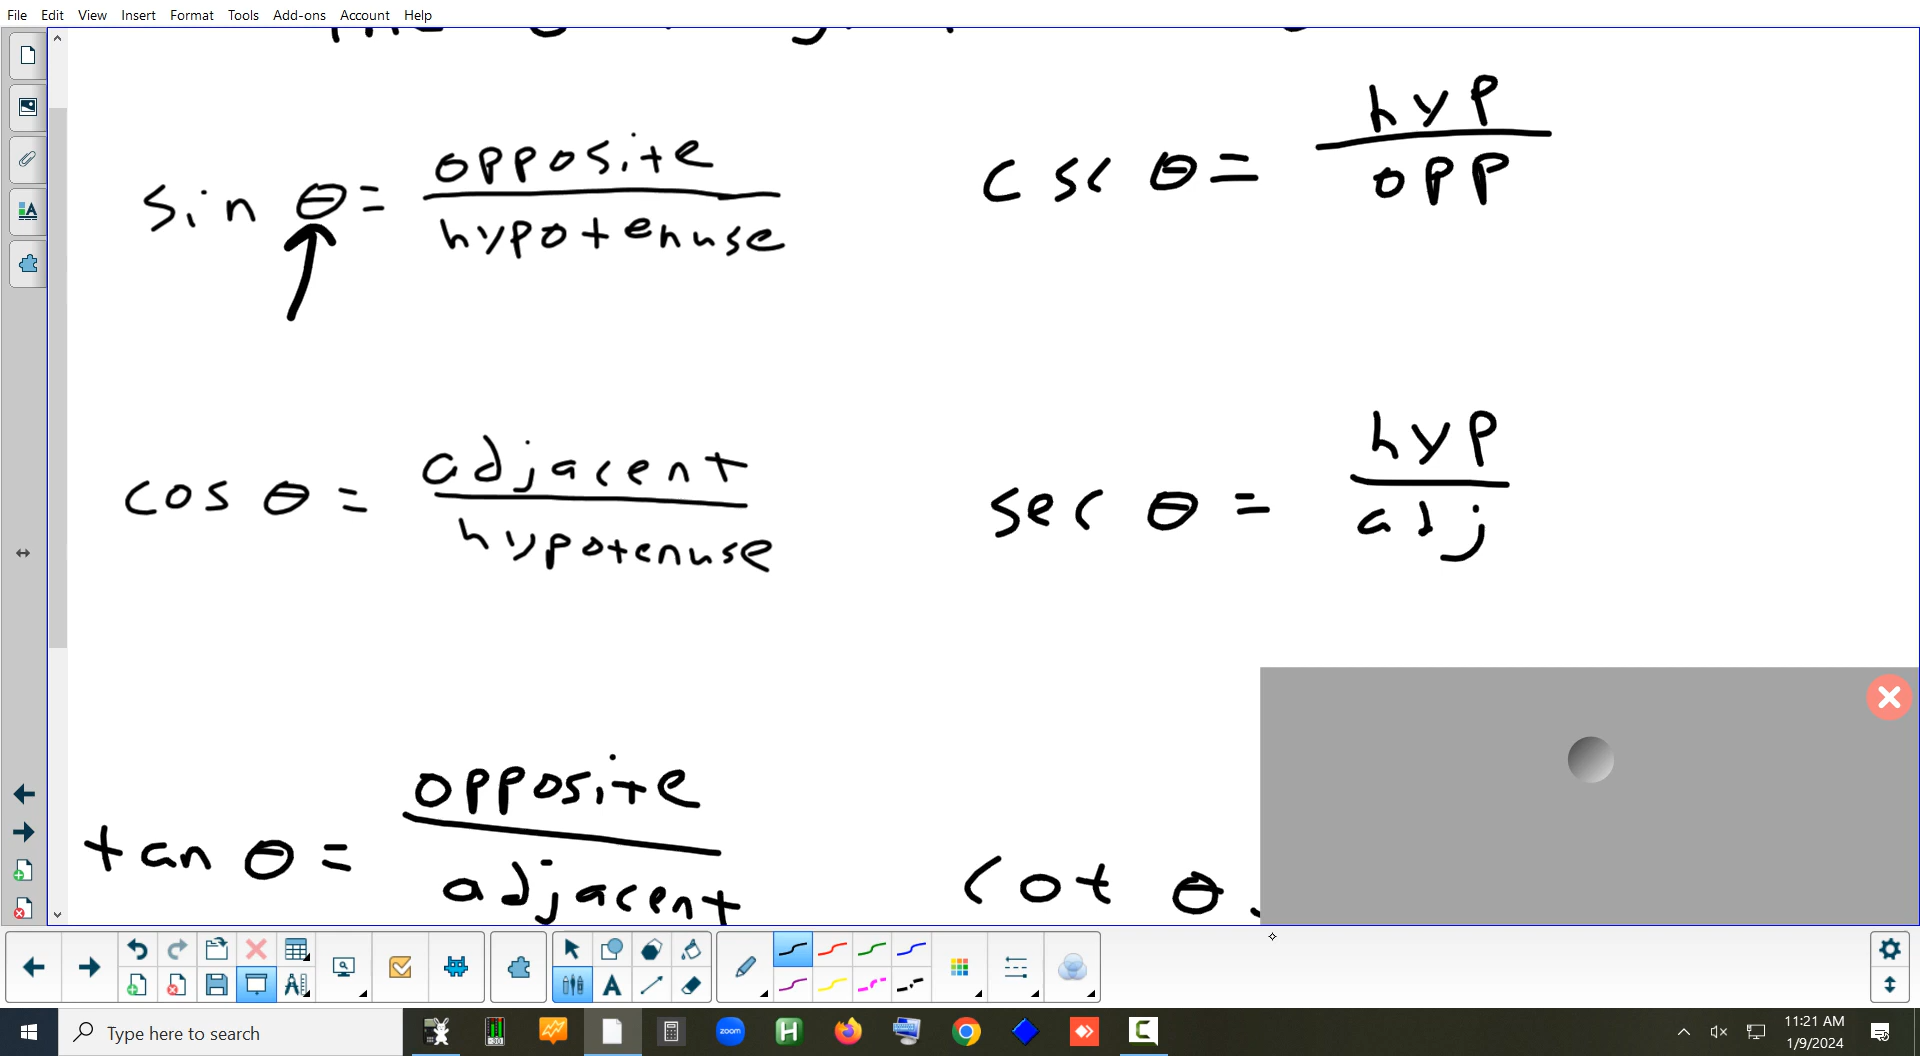 File Edit View Insert Format Tools Add-ons Account Help
sin θ = opposite / hypotenuse
csc θ = hyp / opp
cos θ = adjacent / hypotenuse
sec θ = hyp / adj
tan θ = opposite / adjacent
cot θ
Type here to search
zoom
11:21 AM
1/9/2024